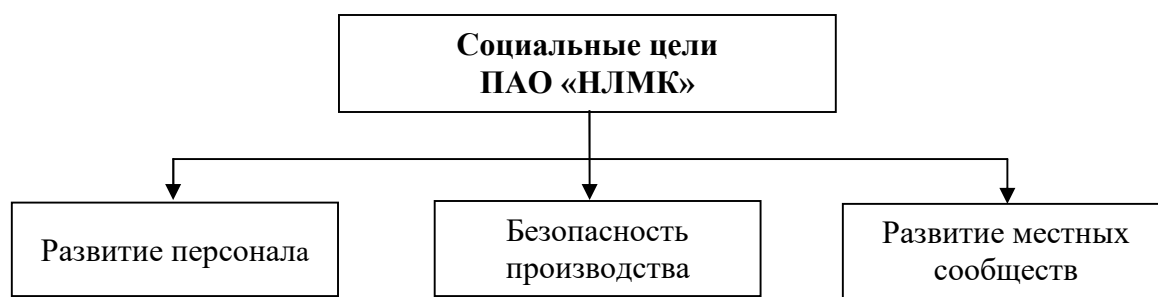 Социальные цели
ПАО «НЛМК»
Развитие персонала
Безопасность
производства
Развитие местных
сообществ